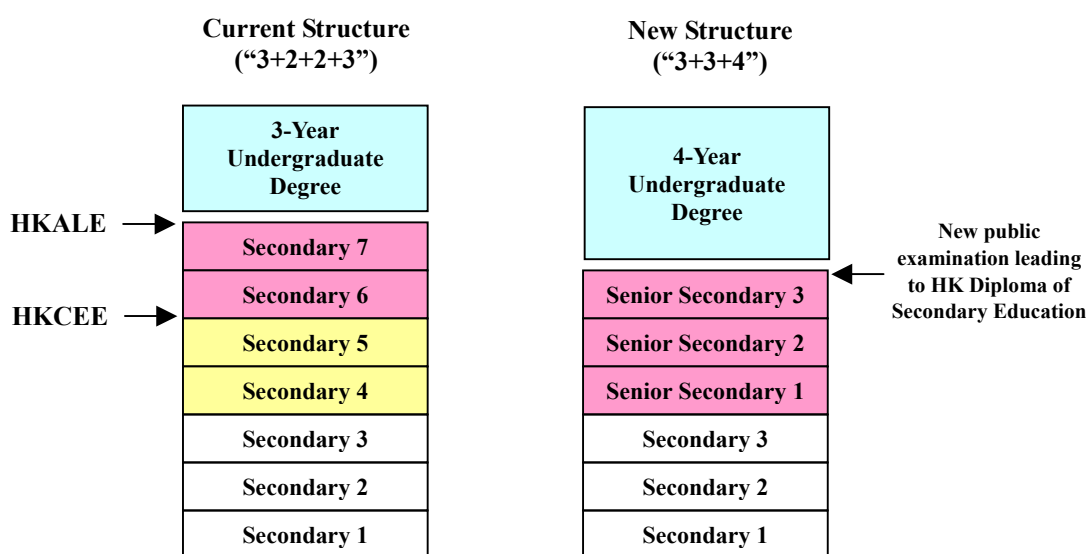 Current Structure
(“3+2+2+3”)
3-Year
Undergraduate
Degree
HKALE
Secondary 7
Secondary 6
HKCEE
Secondary 5
Secondary 4
Secondary 3
Secondary 2
Secondary 1
New Structure
(“3+3+4”)
4-Year
Undergraduate
Degree
New public
examination leading
to HK Diploma of
Secondary Education
Senior Secondary 3
Senior Secondary 2
Senior Secondary 1
Secondary 3
Secondary 2
Secondary 1